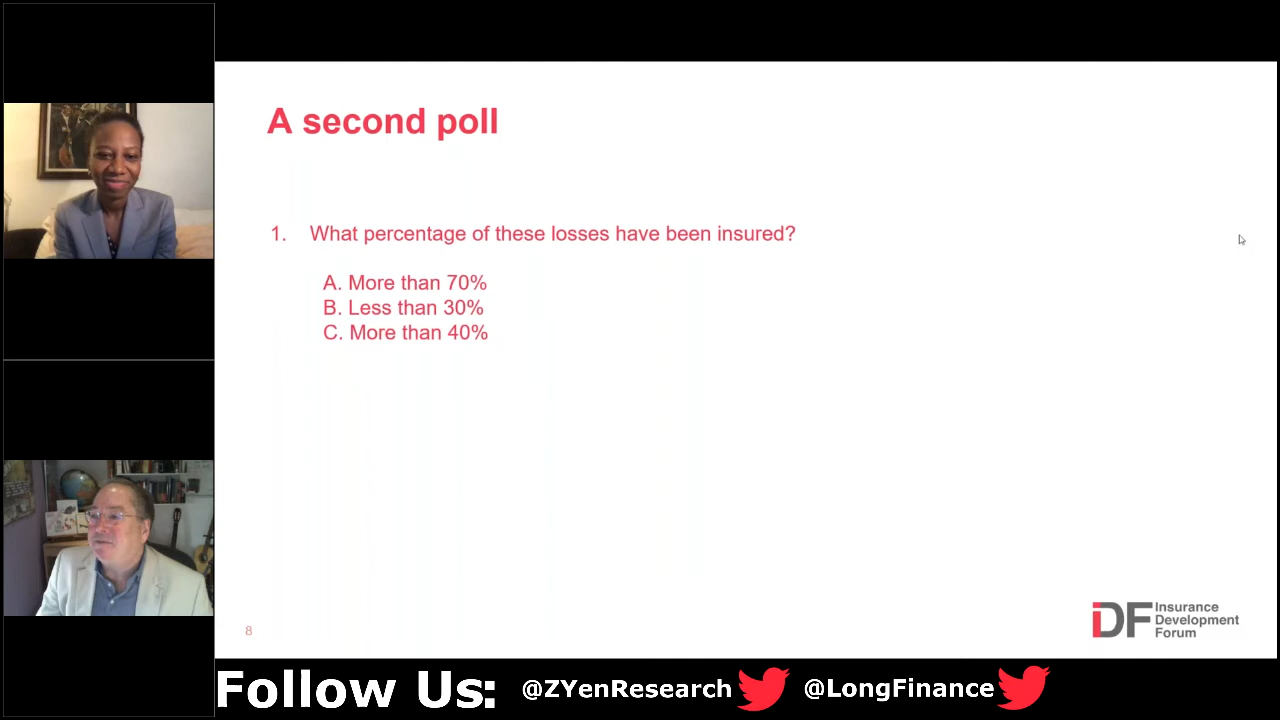 A second poll
1. What percentage of these losses have been insured?
A. More than 70%
B. Less than 30%
C. More than 40%
8
iDF Insurance
Development
Forum
Follow Us: @ZYenResearch @LongFinance